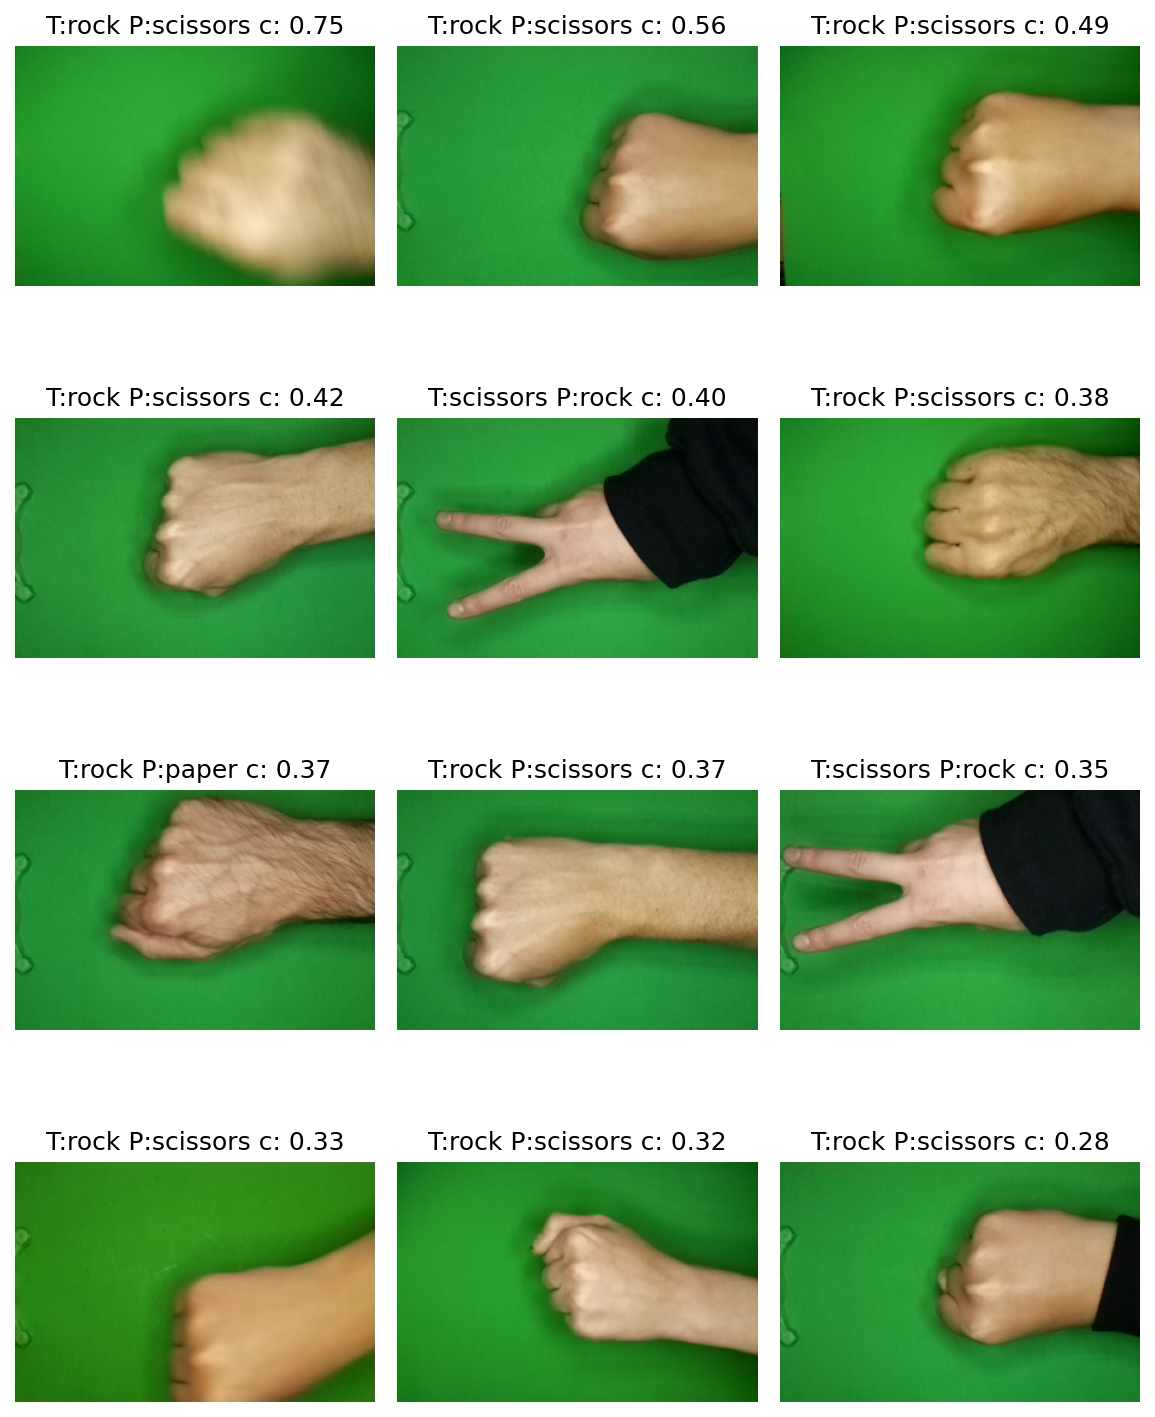 T:rock P:scissors c: 0.75
T:rock P:scissors c: 0.56
T:rock P:scissors c: 0.49
T:rock P:scissors c: 0.42
T:scissors P:rock c: 0.40
T:rock P:scissors c: 0.38
T:rock P:paper c: 0.37
T:rock P:scissors c: 0.37
T:scissors P:rock c: 0.35
T:rock P:scissors c: 0.33
T:rock P:scissors c: 0.32
T:rock P:scissors c: 0.28